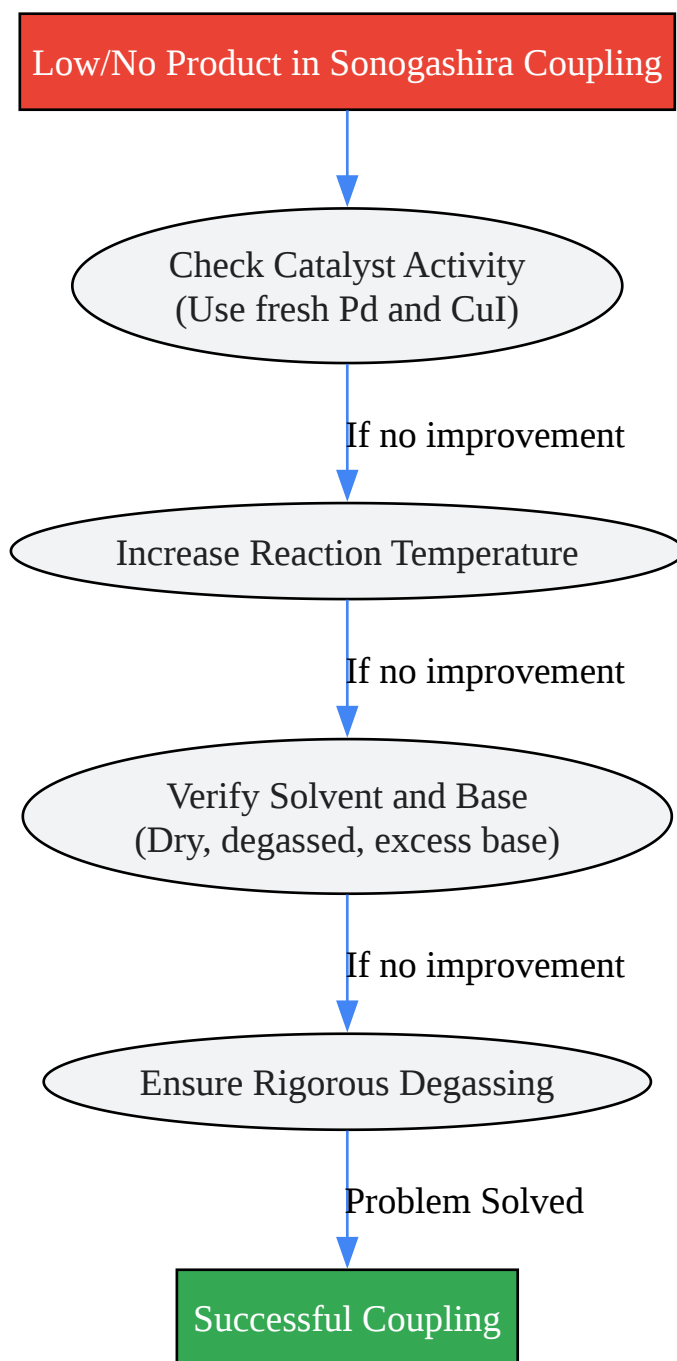 Low/No Product in Sonogashira Coupling
Check Catalyst Activity
(Use fresh Pd and CuI)
If no improvement
Increase Reaction Temperature
If no improvement
Verify Solvent and Base
(Dry, degassed, excess base)
If no improvement
Ensure Rigorous Degassing
Problem Solved
Successful Coupling